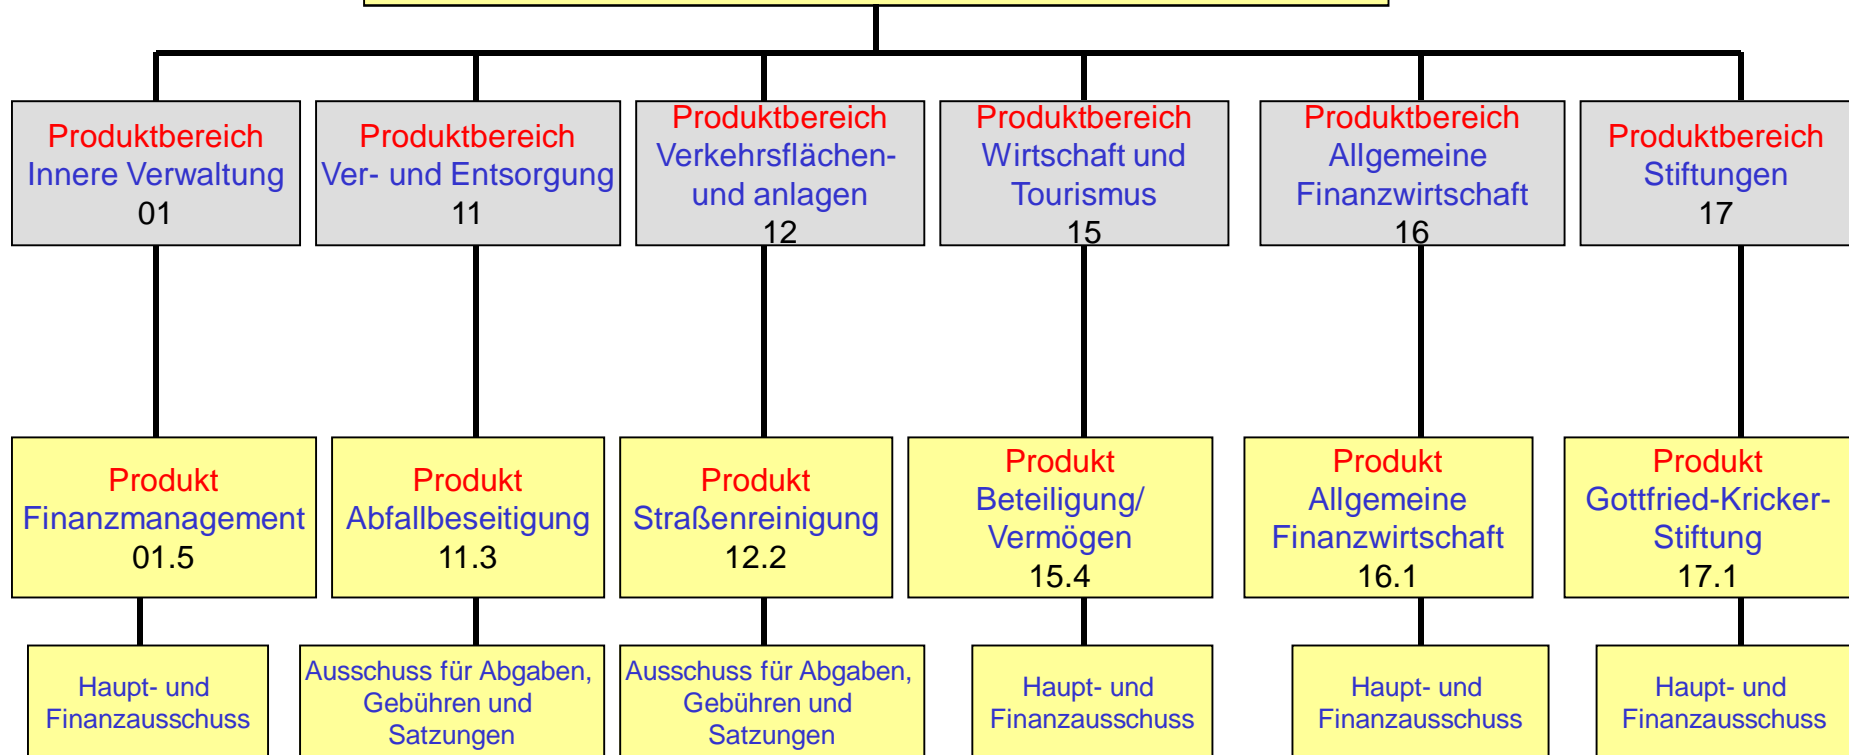 Produktbereich
Innere Verwaltung
01
Produktbereich
Ver- und Entsorgung
11
Produktbereich
Verkehrsflächen-
und anlagen
12
Produktbereich
Wirtschaft und
Tourismus
15
Produktbereich
Allgemeine
Finanzwirtschaft
16
Produktbereich
Stiftungen
17
Produkt
Finanzmanagement
01.5
Produkt
Abfallbeseitigung
11.3
Produkt
Straßenreinigung
12.2
Produkt
Beteiligung/
Vermögen
15.4
Produkt
Allgemeine
Finanzwirtschaft
16.1
Produkt
Gottfried-Kricker-
Stiftung
17.1
Haupt- und
Finanzausschuss
Ausschuss für Abgaben,
Gebühren und
Satzungen
Ausschuss für Abgaben,
Gebühren und
Satzungen
Haupt- und
Finanzausschuss
Haupt- und
Finanzausschuss
Haupt- und
Finanzausschuss